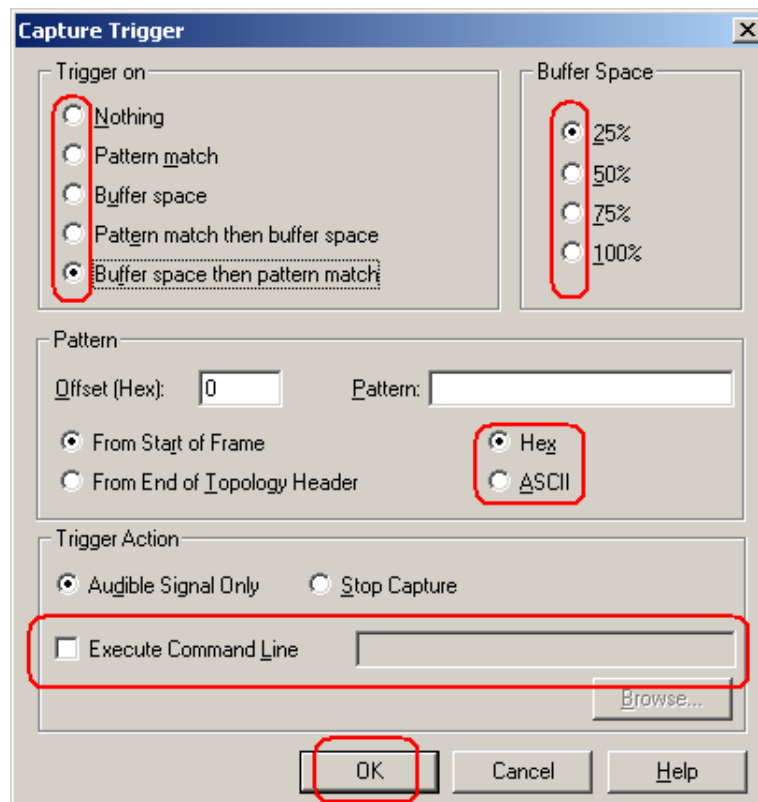 Capture Trigger
Trigger on
Nothing
Pattern match
Buffer space
Pattern match then buffer space
Buffer space then pattern match
Buffer Space
25%
50%
75%
100%
Pattern
Offset (Hex): 0 Pattern:
From Start of Frame Hex
From End of Topology Header ASCII
Trigger Action
Audible Signal Only Stop Capture
Execute Command Line
Browse...
OK Cancel Help